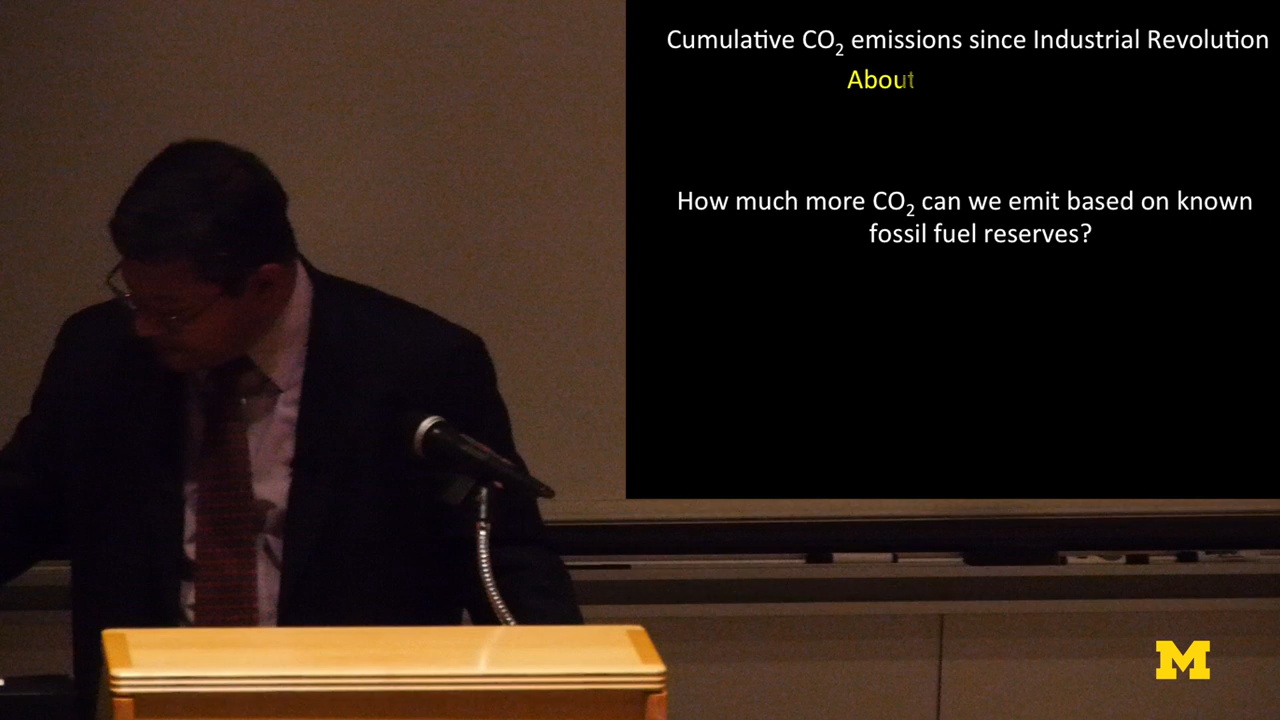 Cumulative CO₂ emissions since Industrial Revolution
About
How much more CO₂ can we emit based on known
fossil fuel reserves?
M